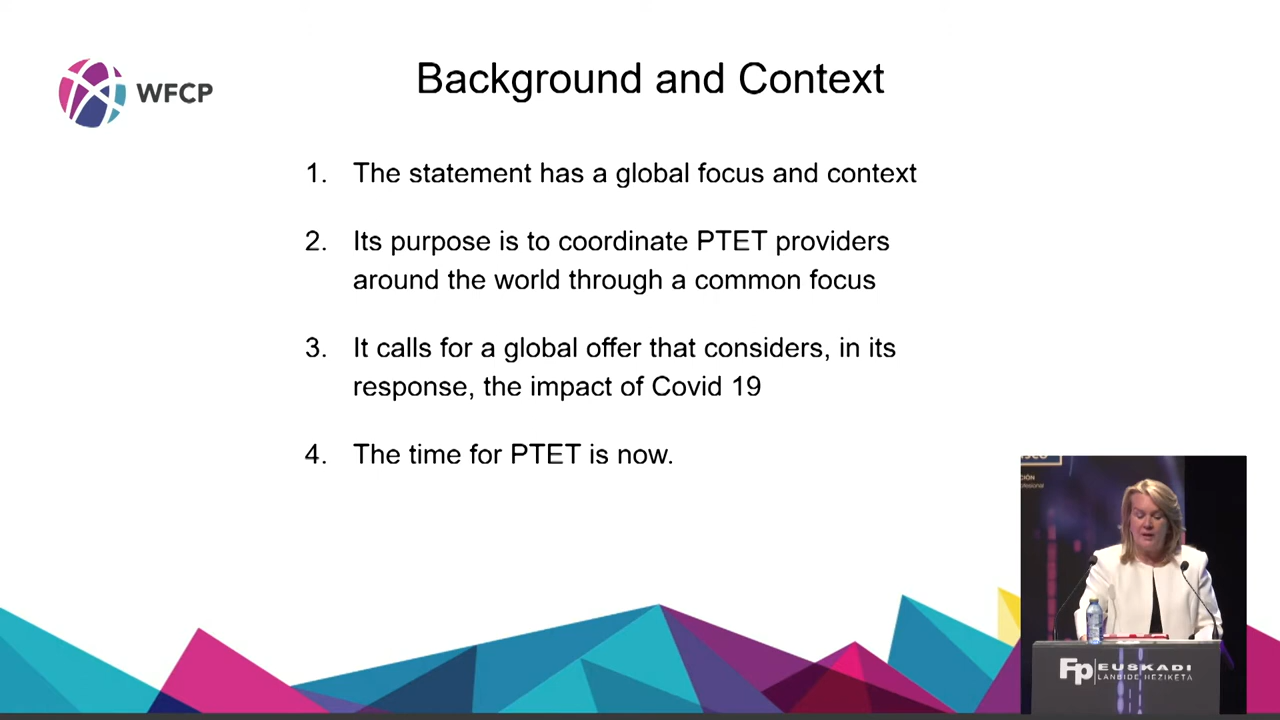 WFCP
Background and Context
1. The statement has a global focus and context
2. Its purpose is to coordinate PTET providers
around the world through a common focus
3. It calls for a global offer that considers, in its
response, the impact of Covid 19
4. The time for PTET is now.
Fp EUSKADI
LANBIDE HEZIKETA